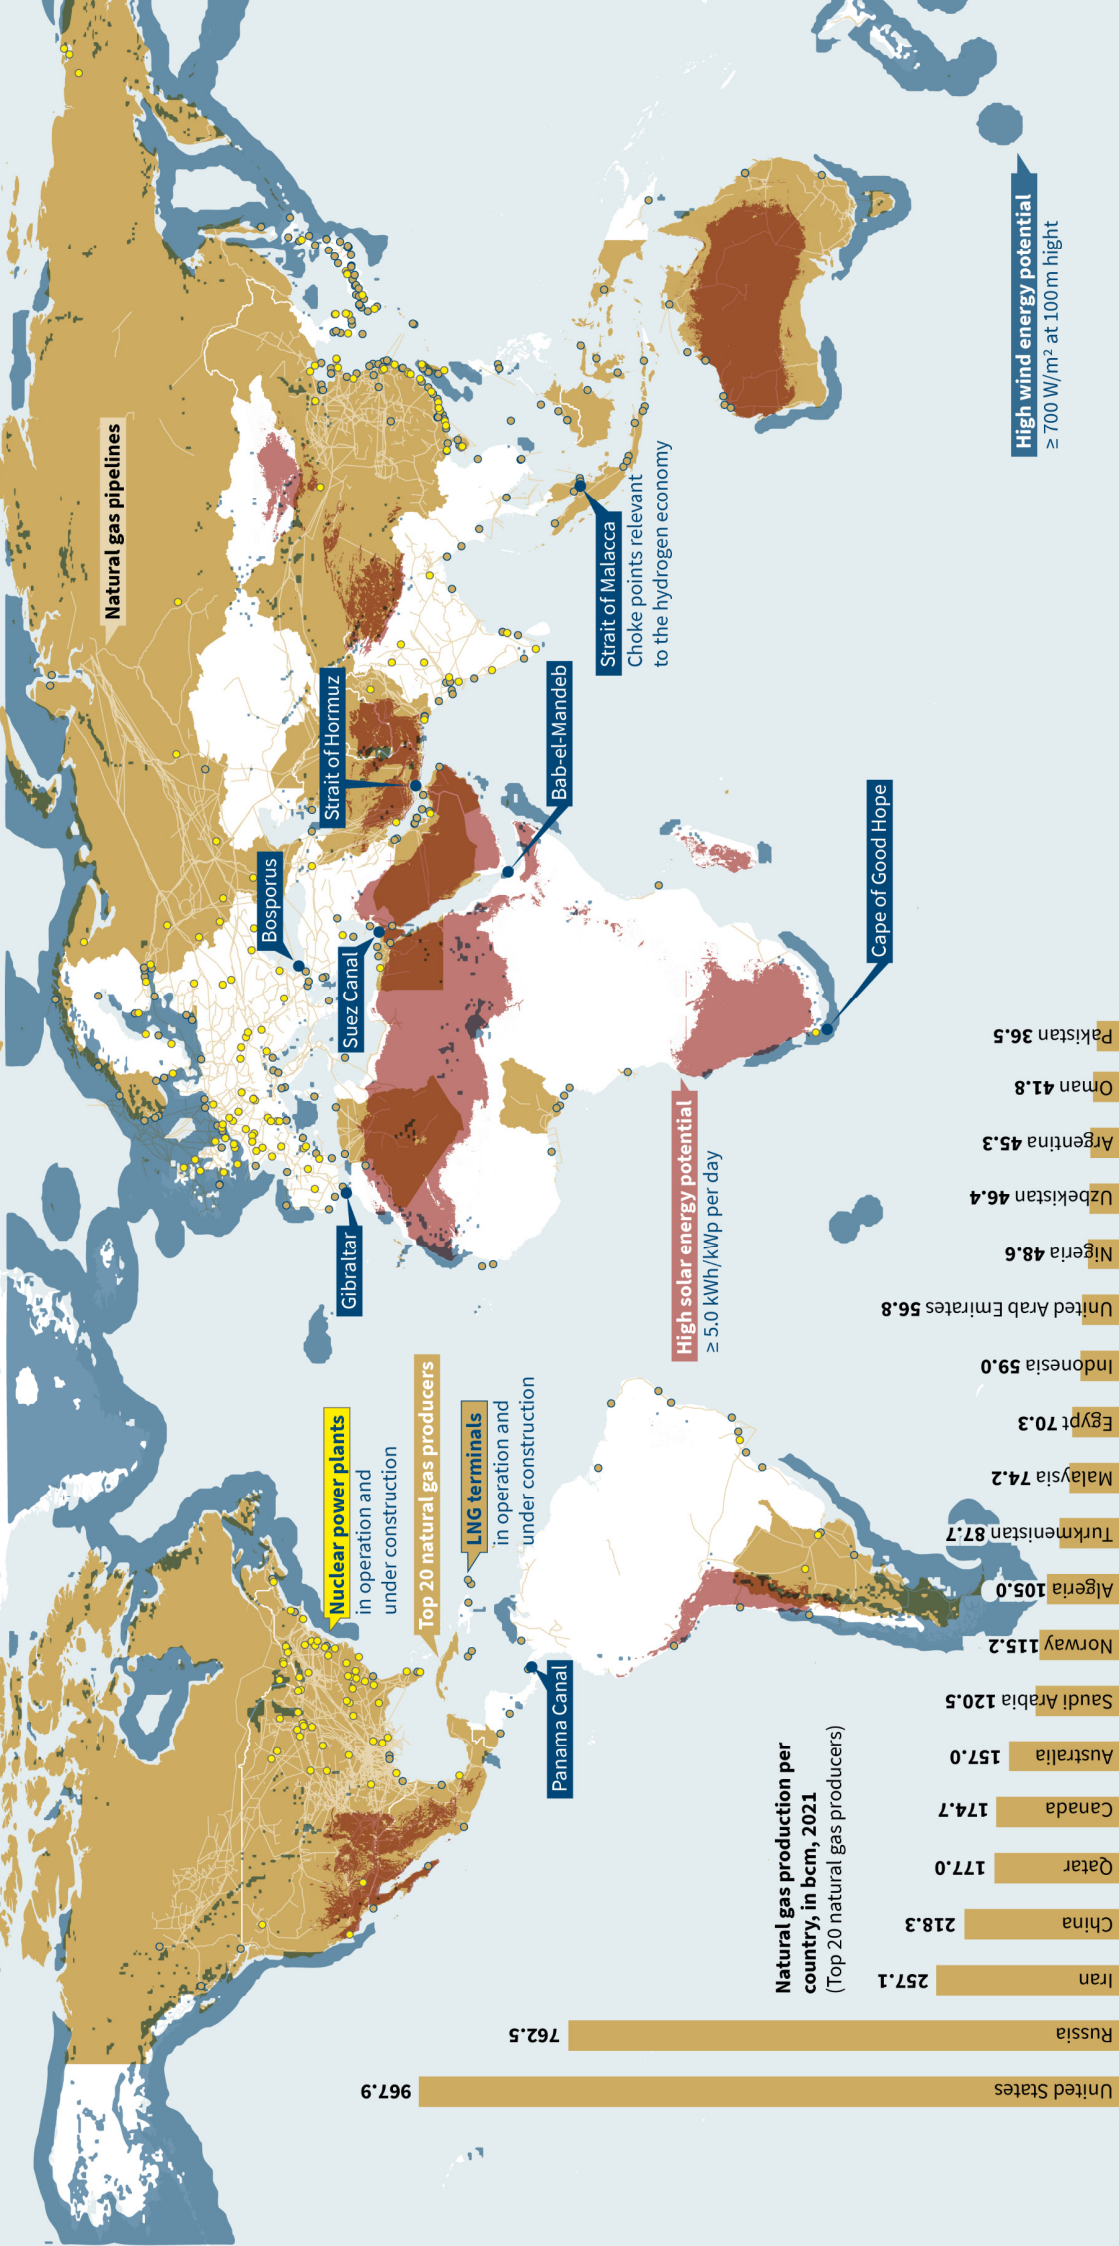 Natural gas pipelines
Bosporus
Strait of Hormuz
Suez Canal
Gibraltar
Bab-el-Mandeb
Strait of Malacca
Choke points relevant
to the hydrogen economy
Cape of Good Hope
Panama Canal
Nuclear power plants
in operation and
under construction
Top 20 natural gas producers
LNG terminals
in operation and
under construction
High solar energy potential
≥ 5.0 kWh/kWp per day
High wind energy potential
≥ 700 W/m² at 100m hight
Natural gas production per
country, in bcm, 2021
(Top 20 natural gas producers)
United States 967.9
Russia 762.5
Iran 257.1
China 218.3
Qatar 177.0
Canada 174.7
Australia 157.0
Saudi Arabia 120.5
Norway 115.2
Algeria 105.0
Turkmenistan 87.7
Malaysia 74.2
Egypt 70.3
Indonesia 59.0
United Arab Emirates 56.8
Nigeria 48.6
Uzbekistan 46.4
Argentina 45.3
Oman 41.8
Pakistan 36.5